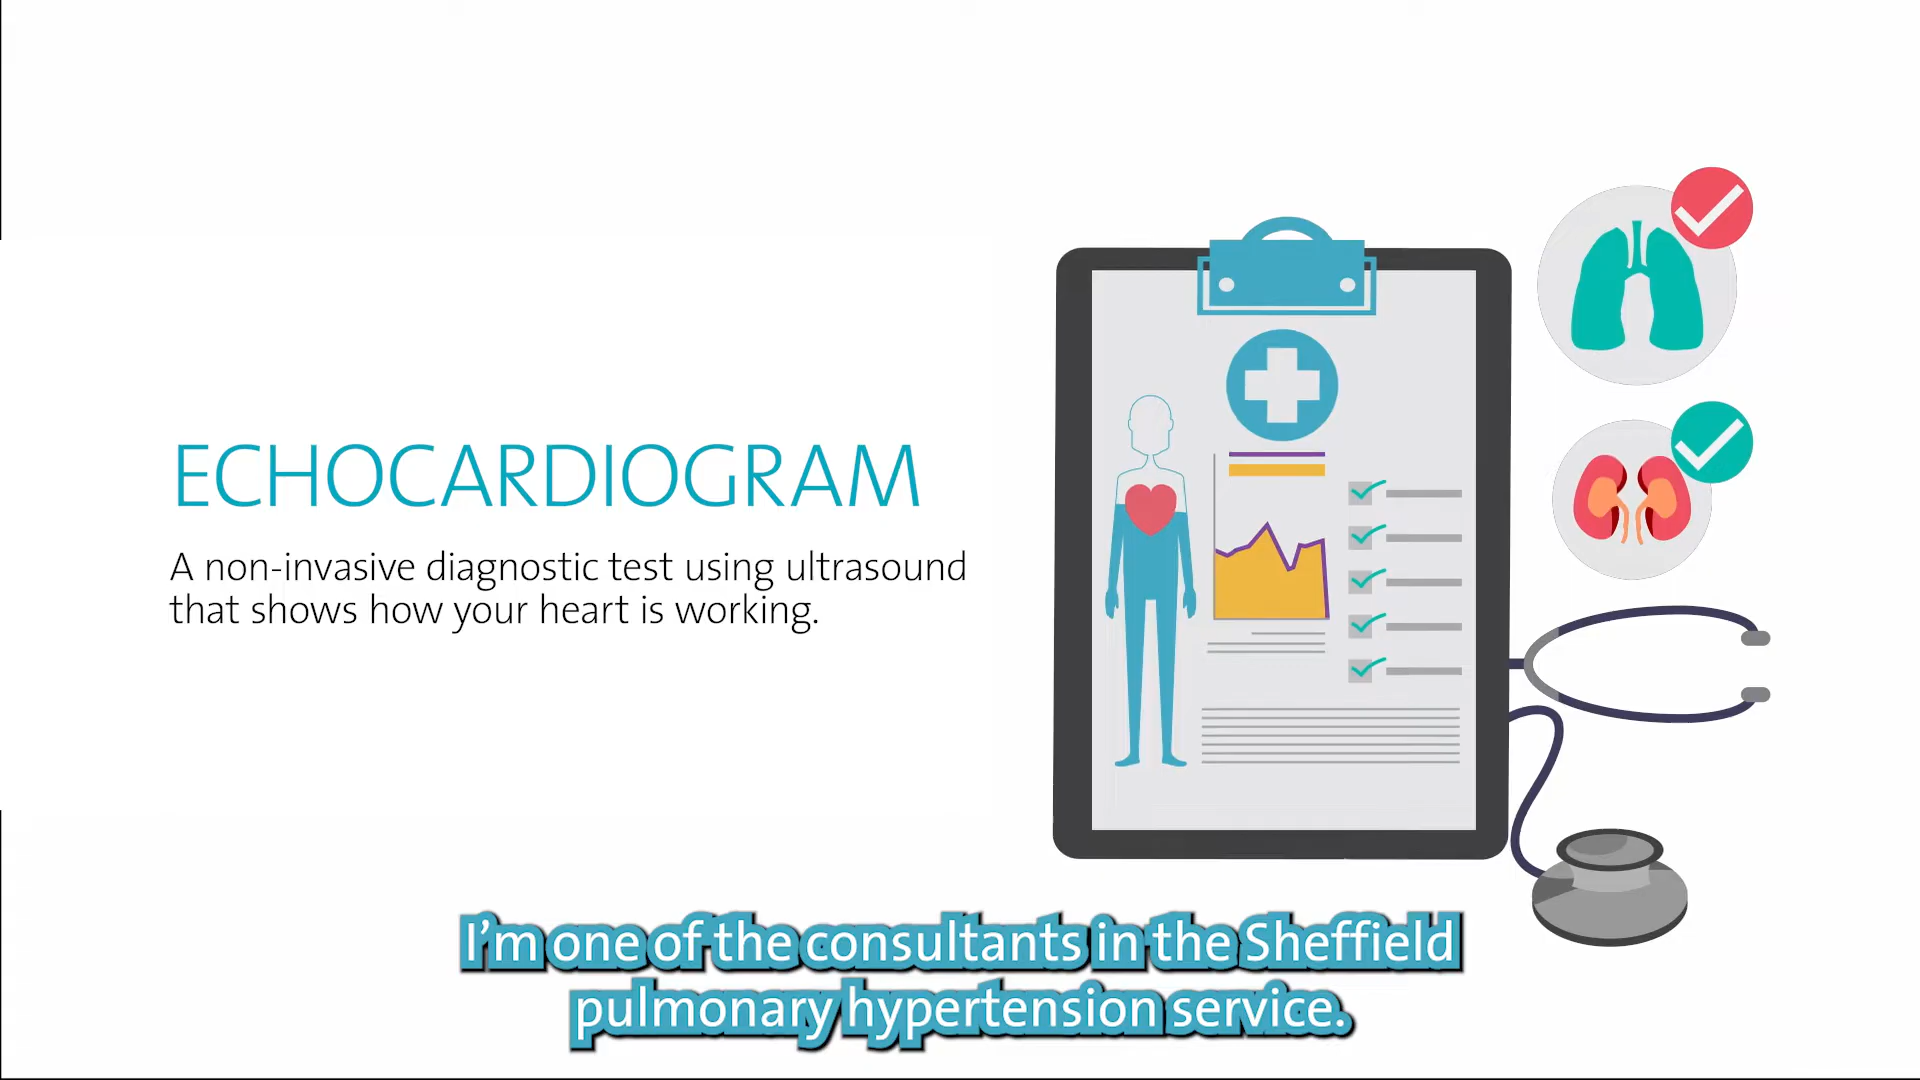 ECHOCARDIOGRAM
A non-invasive diagnostic test using ultrasound
that shows how your heart is working.
I’m one of the consultants in the Sheffield
pulmonary hypertension service.